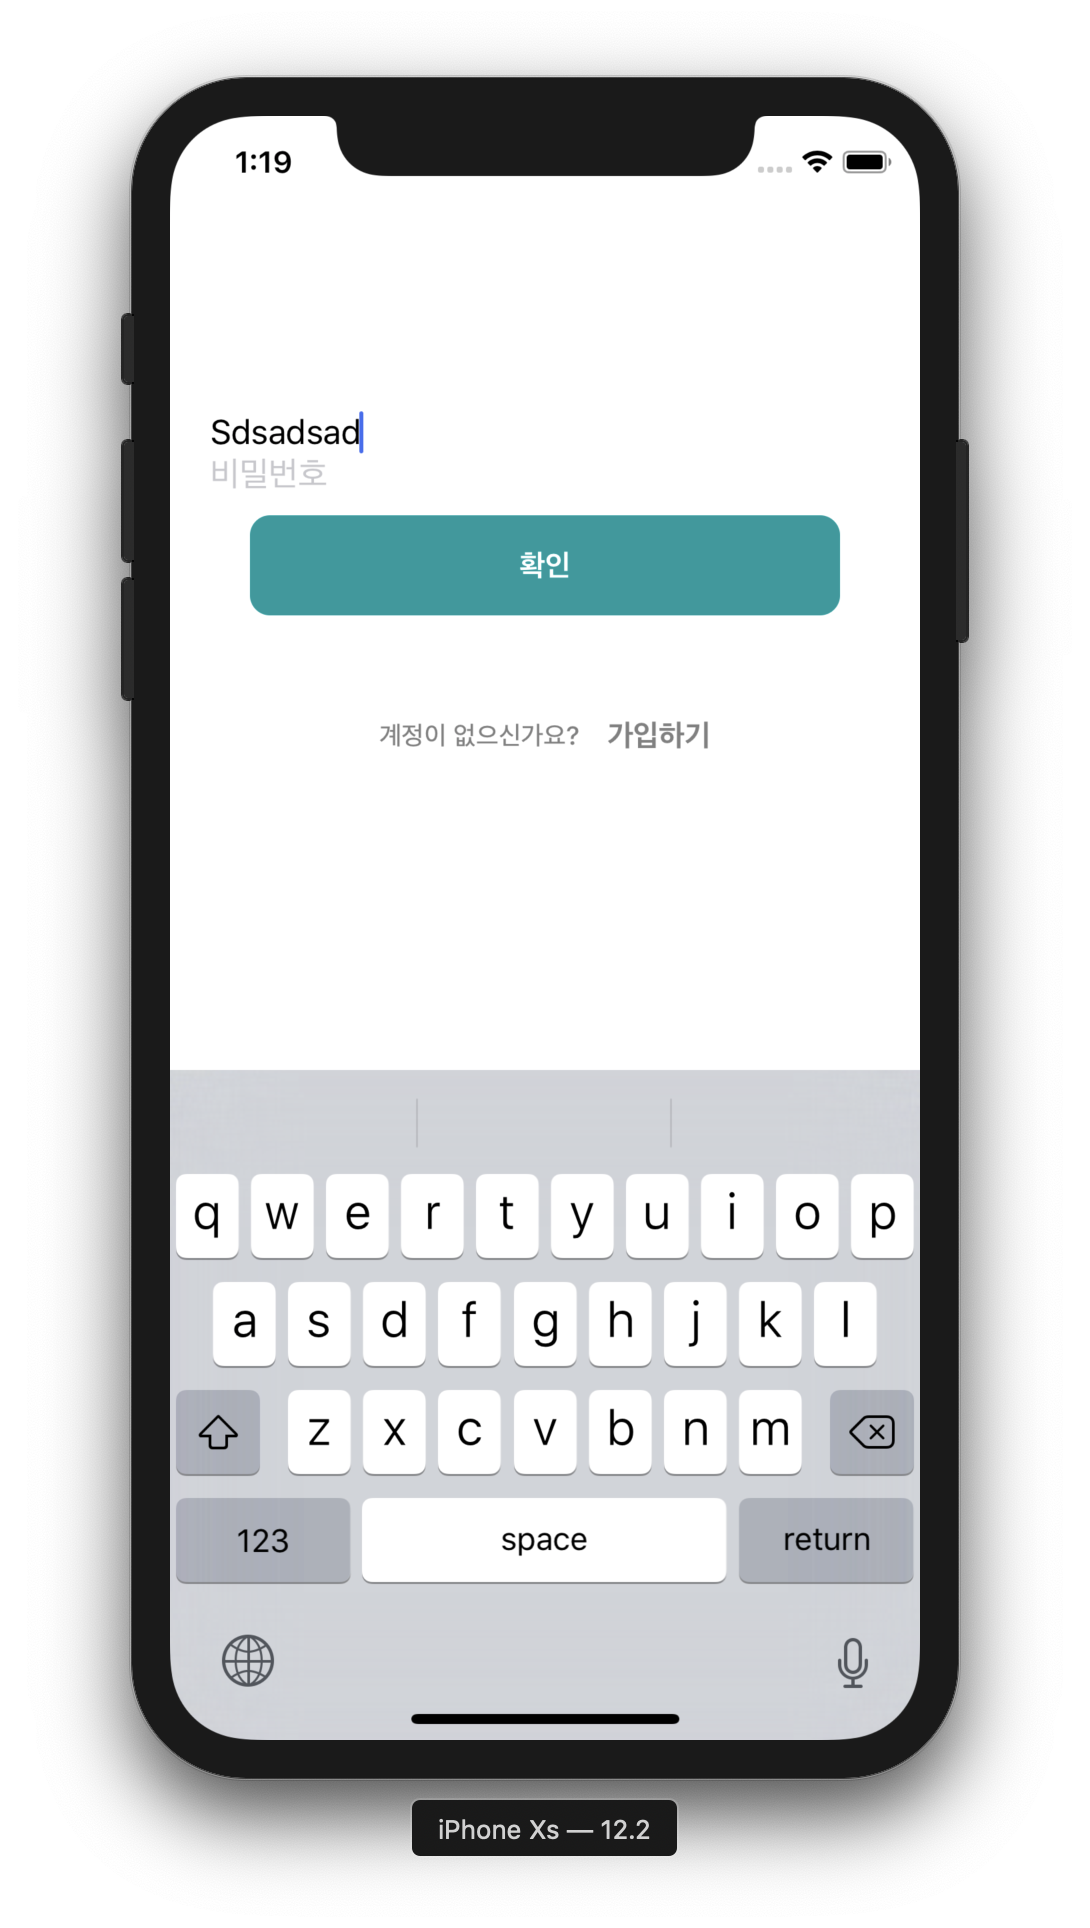 1:19
Sdsadsad
비밀번호
확인
계정이 없으신가요? 가입하기
q w e r t y u i o p
a s d f g h j k l
z x c v b n m
123 space return
iPhone Xs — 12.2